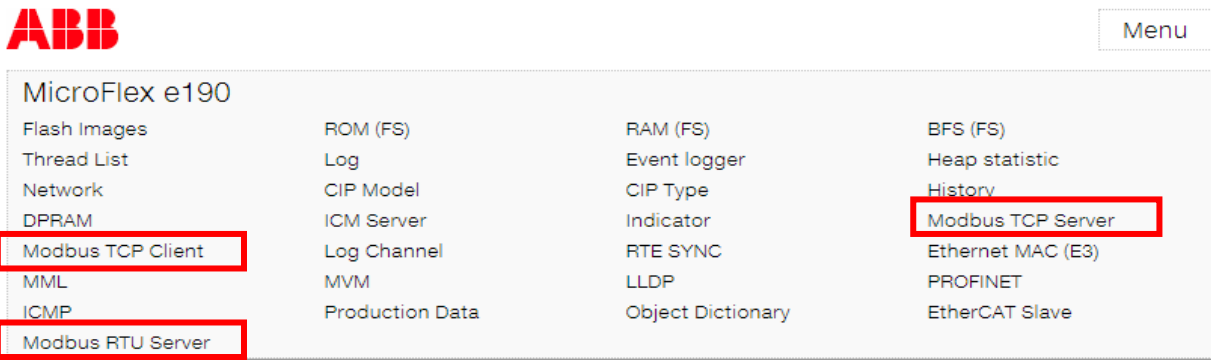 ABB
Menu
MicroFlex e190
Flash Images ROM (FS) RAM (FS) BFS (FS)
Thread List Log Event logger Heap statistic
Network CIP Model CIP Type History
DPRAM ICM Server Indicator Modbus TCP Server
Modbus TCP Client Log Channel RTE SYNC Ethernet MAC (E3)
MML MVM LLDP PROFINET
ICMP Production Data Object Dictionary EtherCAT Slave
Modbus RTU Server